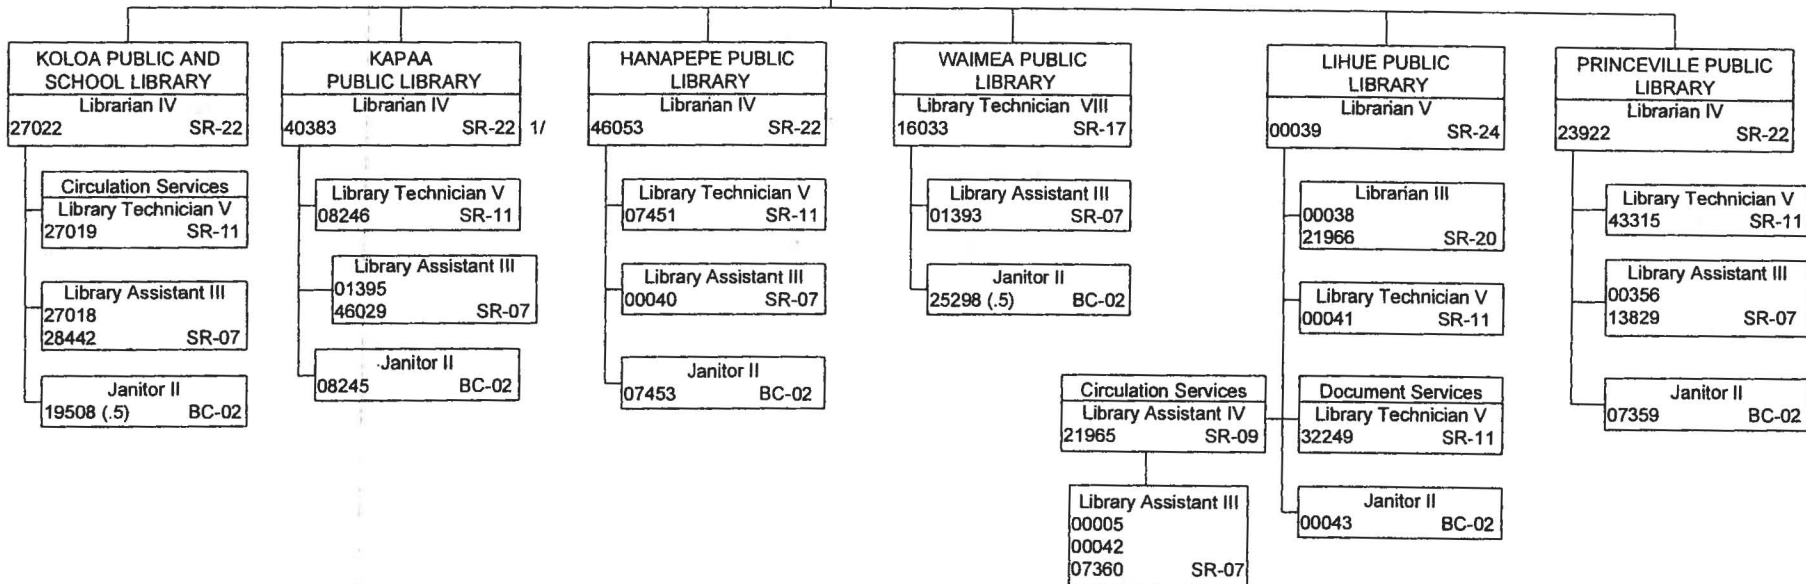 KOLOA PUBLIC AND
SCHOOL LIBRARY
Librarian IV
27022 SR-22
Circulation Services
Library Technician V
27019 SR-11
Library Assistant III
27018
28442 SR-07
Janitor II
19508 (.5) BC-02
KAPAA
PUBLIC LIBRARY
Librarian IV
40383 SR-22 1/
Library Technician V
08246 SR-11
Library Assistant III
01395
46029 SR-07
Janitor II
08245 BC-02
HANAPEPE PUBLIC
LIBRARY
Librarian IV
46053 SR-22
Library Technician V
07451 SR-11
Library Assistant III
00040 SR-07
Janitor II
07453 BC-02
WAIMEA PUBLIC
LIBRARY
Library Technician VIII
16033 SR-17
Library Assistant III
01393 SR-07
Janitor II
25298 (.5) BC-02
LIHUE PUBLIC
LIBRARY
Librarian V
00039 SR-24
Librarian III
00038
21966 SR-20
Library Technician V
00041 SR-11
Circulation Services
Library Assistant IV
21965 SR-09
Library Assistant III
00005
00042
07360 SR-07
Document Services
Library Technician V
32249 SR-11
Janitor II
00043 BC-02
PRINCEVILLE PUBLIC
LIBRARY
Librarian IV
23922 SR-22
Library Technician V
43315 SR-11
Library Assistant III
00356
13829 SR-07
Janitor II
07359 BC-02